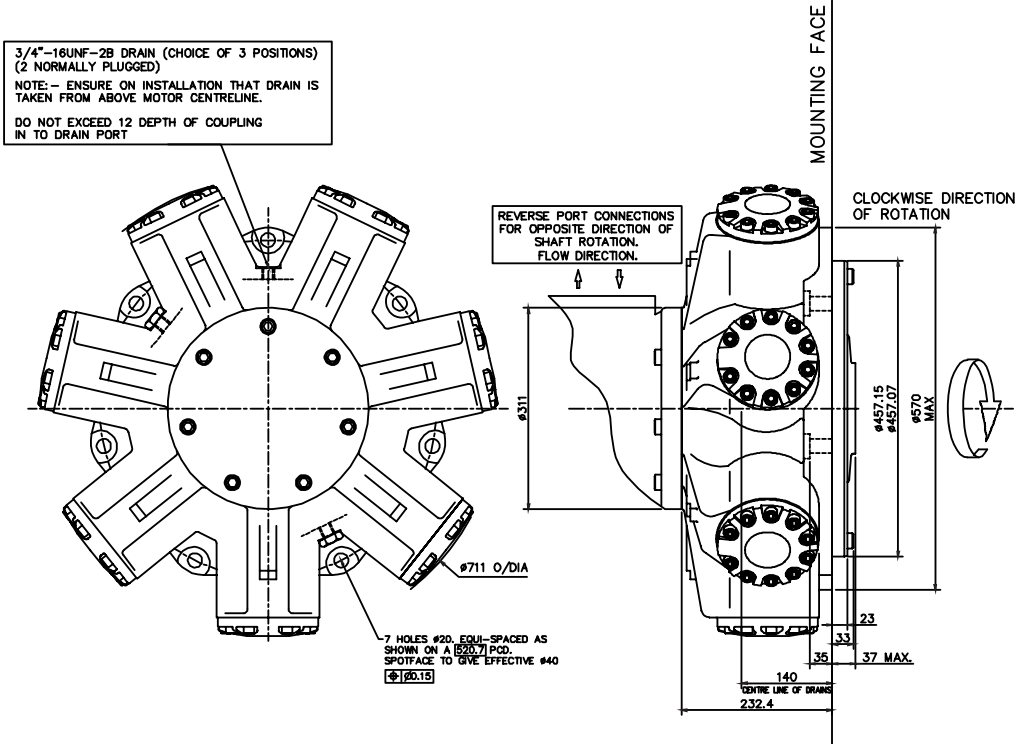 3/4"-16UNF-2B DRAIN (CHOICE OF 3 POSITIONS)
(2 NORMALLY PLUGGED)
NOTE:- ENSURE ON INSTALLATION THAT DRAIN IS
TAKEN FROM ABOVE MOTOR CENTRELINE.
DO NOT EXCEED 12 DEPTH OF COUPLING
IN TO DRAIN PORT
MOUNTING FACE
CLOCKWISE DIRECTION
OF ROTATION
REVERSE PORT CONNECTIONS
FOR OPPOSITE DIRECTION OF
SHAFT ROTATION.
FLOW DIRECTION.
ø311
ø457.15
ø457.07
ø570
MAX
ø711 O/DIA
7 HOLES ø20. EQUI-SPACED AS
SHOWN ON A 520.7 PCD.
SPOTFACE TO GIVE EFFECTIVE ø40
⌖ ø0.15
23
33
35
37 MAX.
140
CENTRE LINE OF DRAINS
232.4